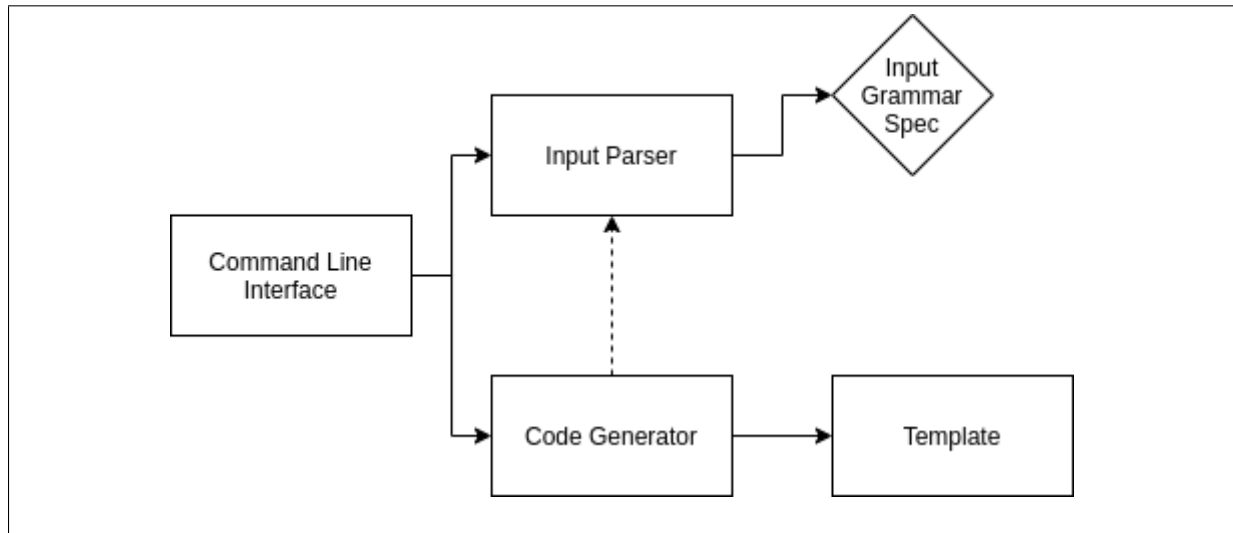 Input
Grammar
Spec
Input Parser
Command Line
Interface
Code Generator
Template